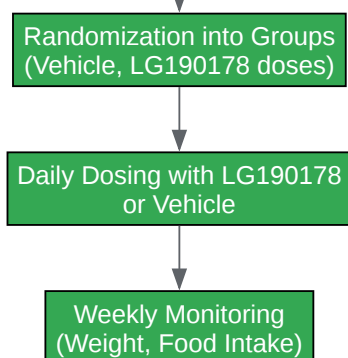 Randomization into Groups
(Vehicle, LG190178 doses)
Daily Dosing with LG190178
or Vehicle
Weekly Monitoring
(Weight, Food Intake)